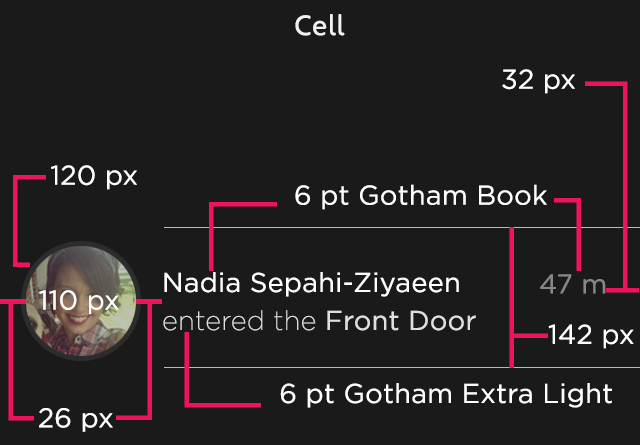 Cell
32 px
120 px
6 pt Gotham Book
Nadia Sepahi-Ziyaeen
47 m
110 px
entered the Front Door
142 px
6 pt Gotham Extra Light
26 px